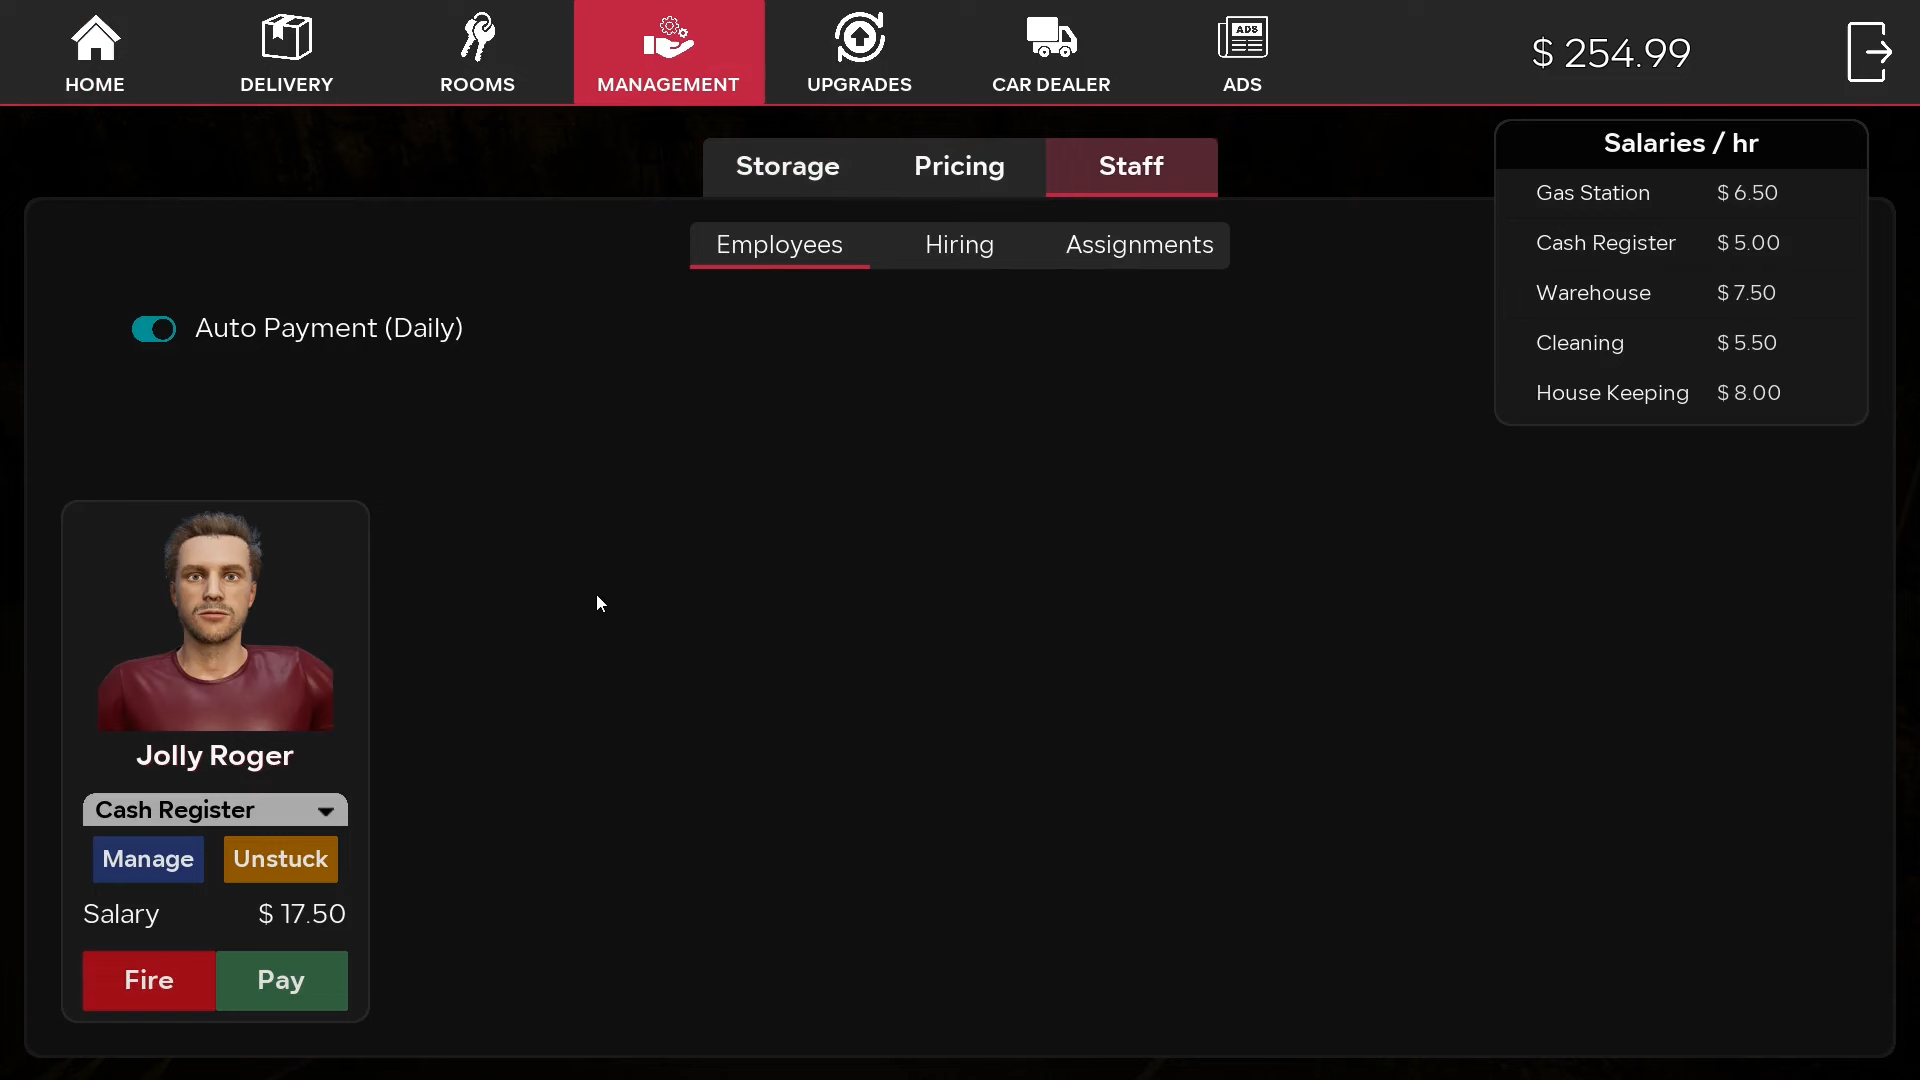 HOME
DELIVERY
ROOMS
MANAGEMENT
UPGRADES
CAR DEALER
ADS
ADS
$ 254.99
Storage
Pricing
Staff
Employees
Hiring
Assignments
Auto Payment (Daily)
Salaries / hr
Gas Station $ 6.50
Cash Register $ 5.00
Warehouse $ 7.50
Cleaning $ 5.50
House Keeping $ 8.00
Jolly Roger
Cash Register
Manage Unstuck
Salary $ 17.50
Fire Pay